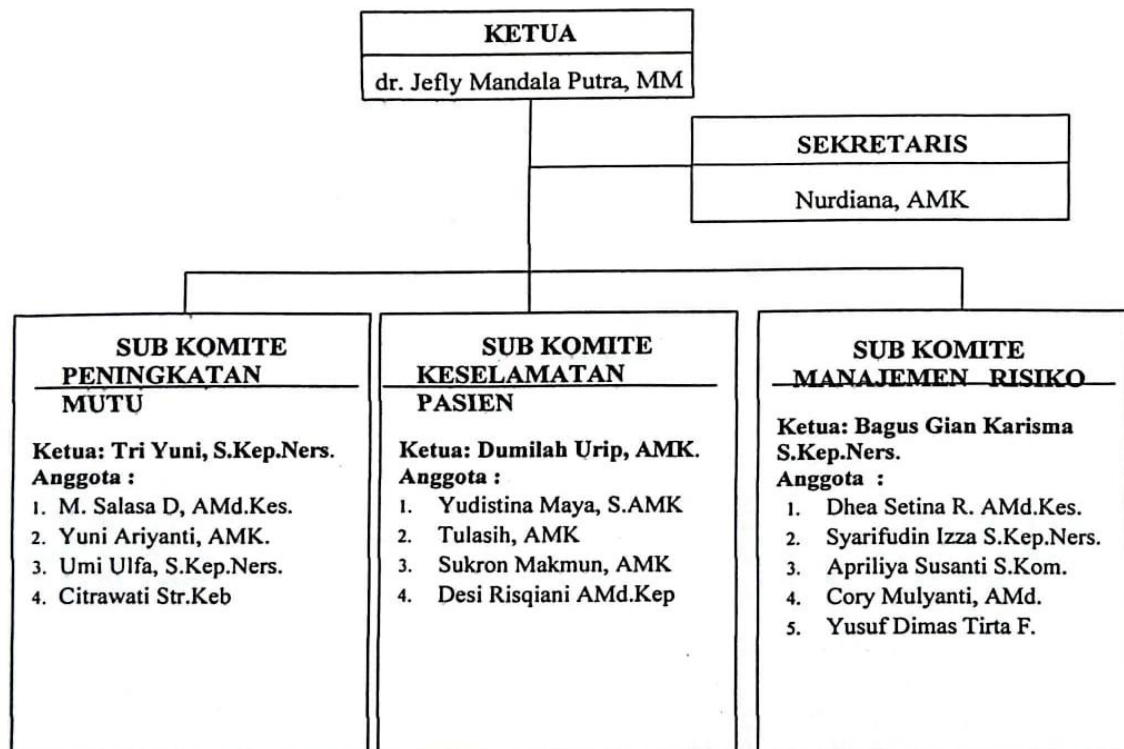 KETUA
dr. Jefly Mandala Putra, MM
SEKRETARIS
Nurdiana, AMK
SUB KOMITE
PENINGKATAN
MUTU
Ketua: Tri Yuni, S.Kep.Ners.
Anggota :
1. M. Salasa D, AMd.Kes.
2. Yuni Ariyanti, AMK.
3. Umi Ulfa, S.Kep.Ners.
4. Citrawati Str.Keb
SUB KOMITE
KESELAMATAN
PASIEN
Ketua: Dumilah Urip, AMK.
Anggota :
1. Yudistina Maya, S.AMK
2. Tulasih, AMK
3. Sukron Makmun, AMK
4. Desi Risqiani AMd.Kep
SUB KOMITE
MANAJEMEN RISIKO
Ketua: Bagus Gian Karisma
S.Kep.Ners.
Anggota :
1. Dhea Setina R. AMd.Kes.
2. Syarifudin Izza S.Kep.Ners.
3. Apriliya Susanti S.Kom.
4. Cory Mulyanti, AMd.
5. Yusuf Dimas Tirta F.